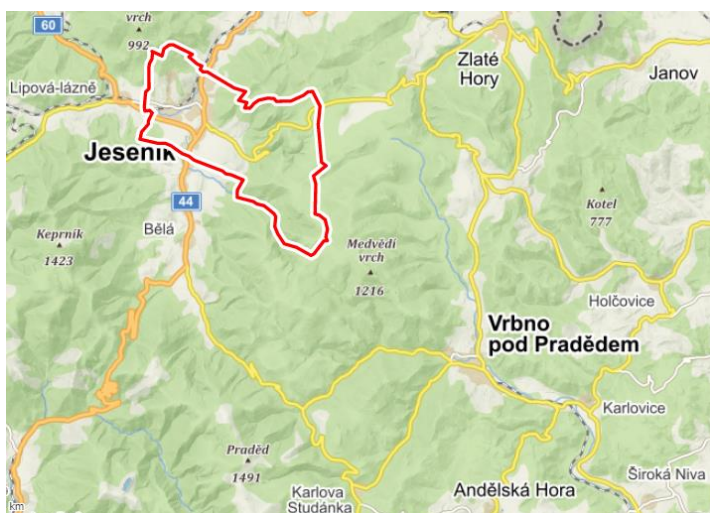 vrch
992
60
Zlaté
Hory
Janov
Lipová-lázně
Jeseník
44
Bělá
Keprník
1423
Kotel
777
Medvědí
vrch
1216
Holčovice
Vrbno
pod Pradědem
Karlovice
Praděd
1491
Široká Niva
Karlova
Studánka
Andělská Hora
km